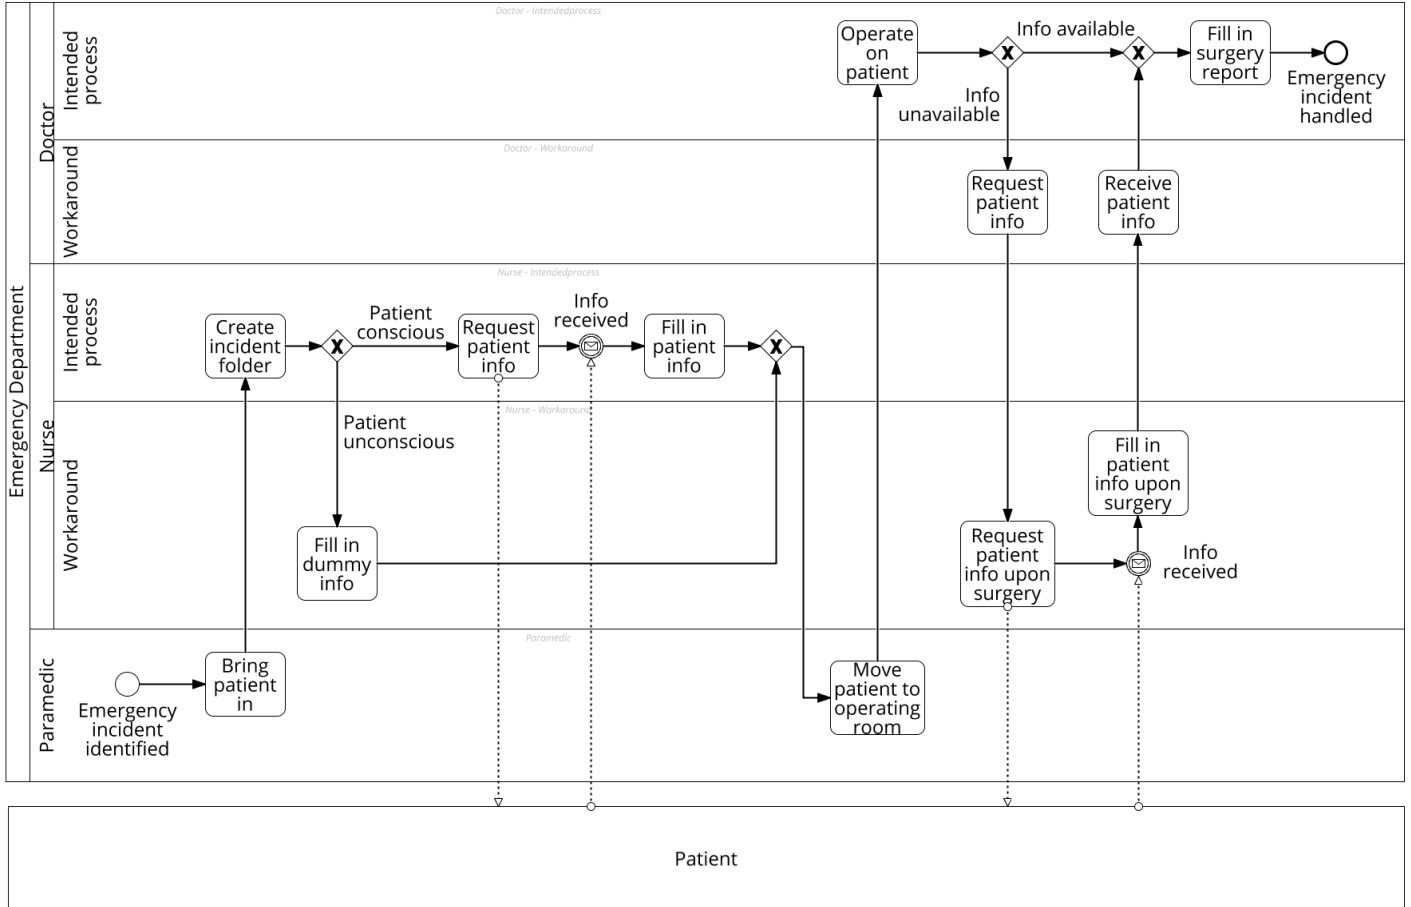 Emergency Department
Doctor
Intended
process
Doctor - Intendedprocess
Operate
on
patient
Info available
Info
unavailable
Fill in
surgery
report
Emergency
incident
handled
Workaround
Doctor - Workaround
Request
patient
info
Receive
patient
info
Nurse
Intended
process
Nurse - Intendedprocess
Create
incident
folder
Patient
conscious
Request
patient
info
Info
received
Fill in
patient
info
Workaround
Nurse - Workaround
Patient
unconscious
Fill in
dummy
info
Request
patient
info upon
surgery
Fill in
patient
info upon
surgery
Info
received
Paramedic
Paramedic
Emergency
incident
identified
Bring
patient
in
Move
patient to
operating
room
Patient